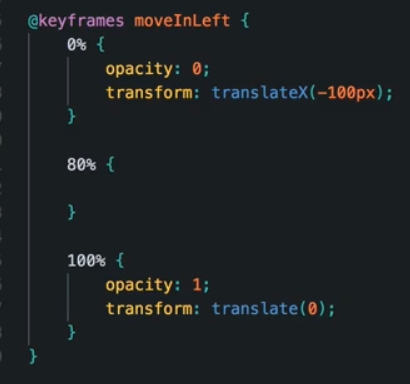 @keyframes moveInLeft {
    0% {
        opacity: 0;
        transform: translateX(-100px);
    }

    80% {

    }

    100% {
        opacity: 1;
        transform: translate(0);
    }
}